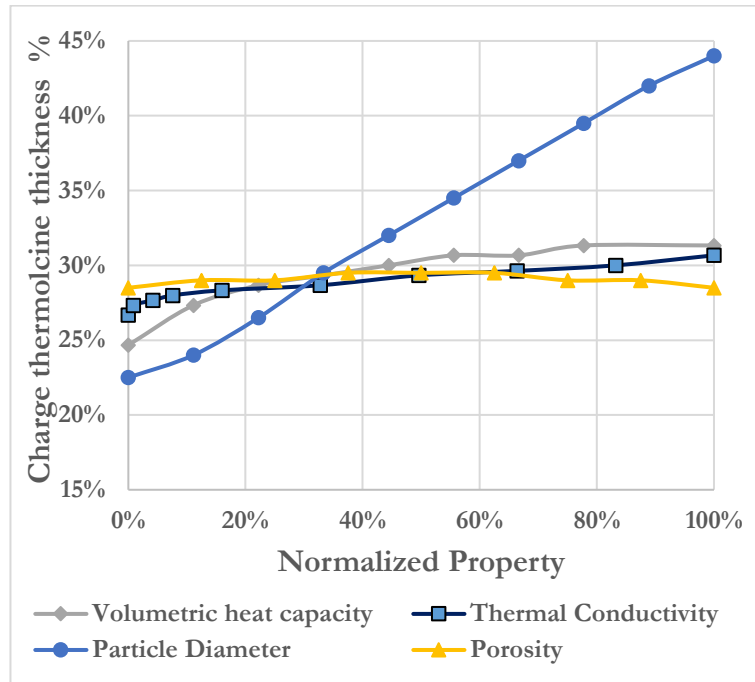 Charge thermolcine thickness %
45%
40%
35%
30%
25%
20%
15%
0% 20% 40% 60% 80% 100%
Normalized Property
Volumetric heat capacity Thermal Conductivity
Particle Diameter Porosity